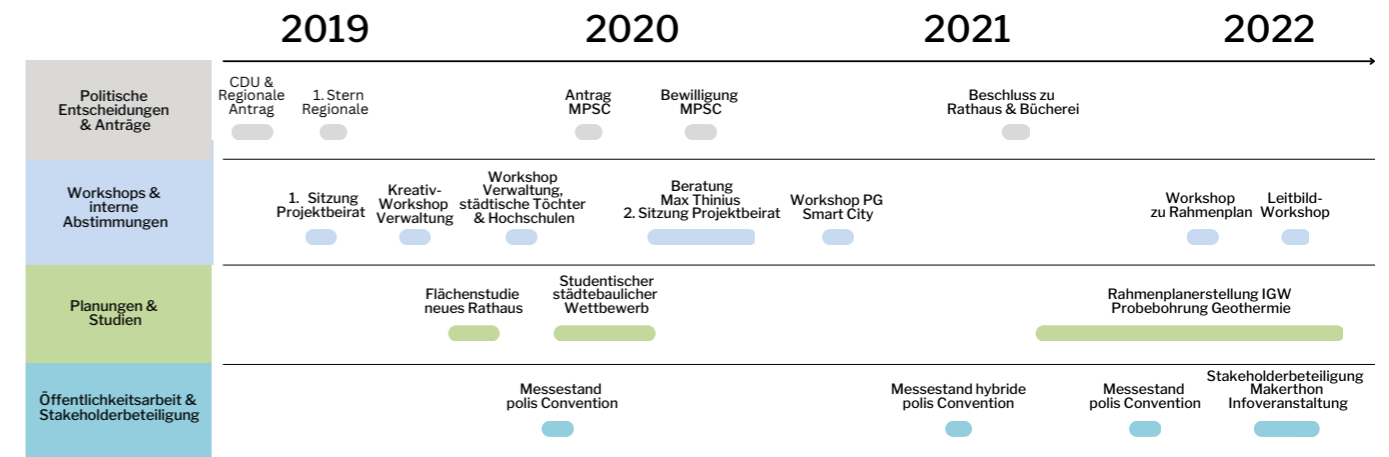 2019 2020 2021 2022
Politische
Entscheidungen
& Anträge
CDU &
Regionale
Antrag
1. Stern
Regionale
Antrag
MPSC
Bewilligung
MPSC
Beschluss zu
Rathaus & Bücherei
Workshops &
interne
Abstimmungen
1. Sitzung
Projektbeirat
Kreativ-
Workshop
Verwaltung
Workshop
Verwaltung,
städtische Töchter
& Hochschulen
Beratung
Max Thinius
2. Sitzung Projektbeirat
Workshop PG
Smart City
Workshop
zu Rahmenplan
Leitbild-
Workshop
Planungen &
Studien
Flächenstudie
neues Rathaus
Studentischer
städtebaulicher
Wettbewerb
Rahmenplanerstellung IGW
Probebohrung Geothermie
Öffentlichkeitsarbeit &
Stakeholderbeteiligung
Messestand
polis Convention
Messestand hybride
polis Convention
Messestand
polis Convention
Stakeholderbeteiligung
Makerthon
Infoveranstaltung